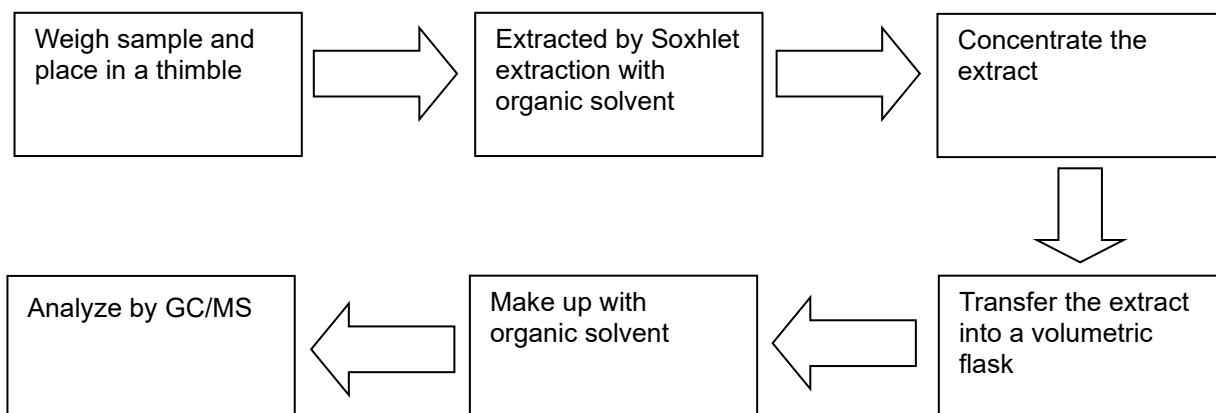 Weigh sample and
place in a thimble
Extracted by Soxhlet
extraction with
organic solvent
Concentrate the
extract
Transfer the extract
into a volumetric
flask
Make up with
organic solvent
Analyze by GC/MS